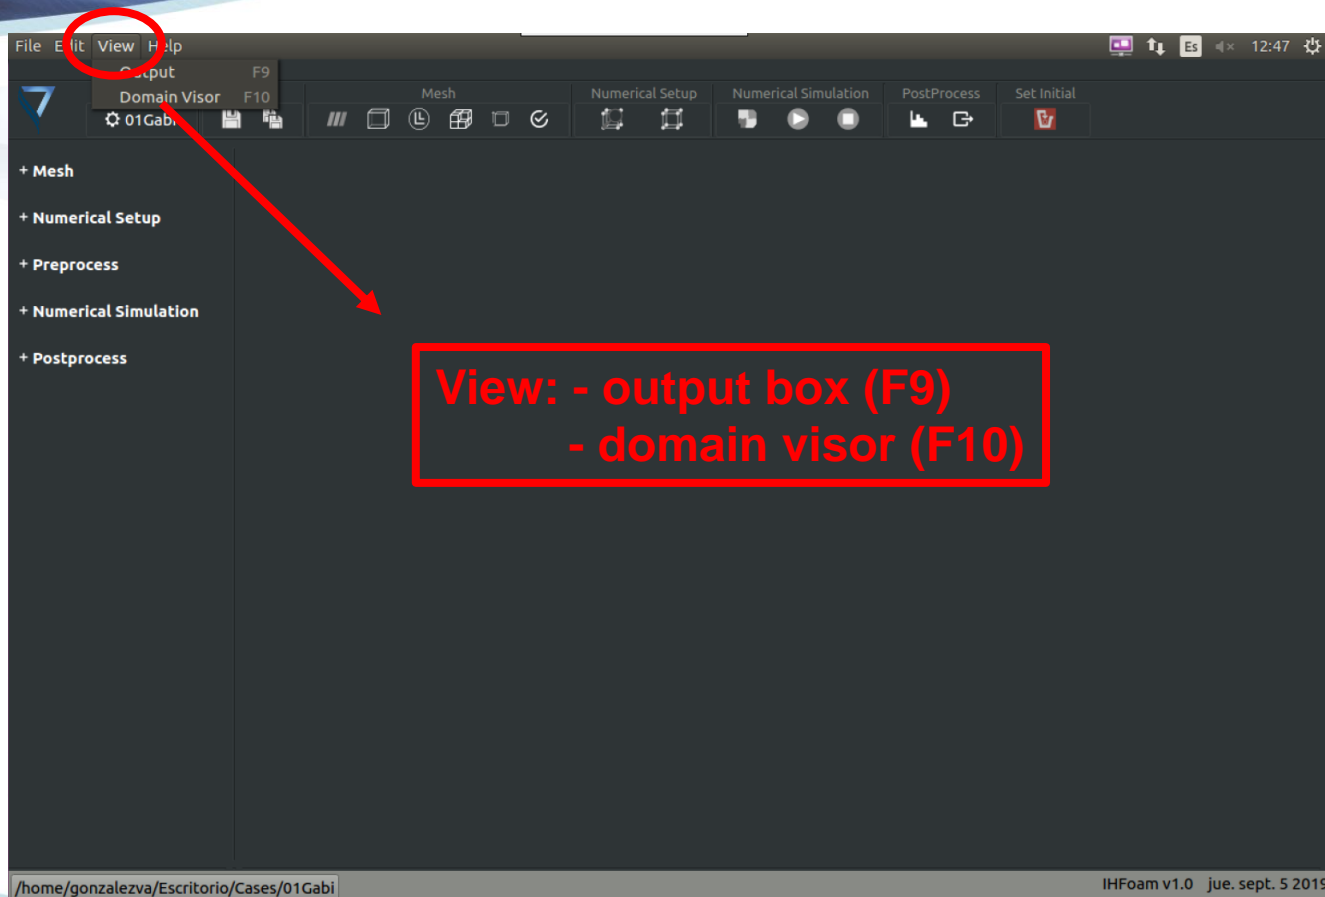 File Edit View Help
Es 12:47
Output F9
Domain Visor F10
Mesh Numerical Setup Numerical Simulation PostProcess Set Initial
01Gabi
+ Mesh
+ Numerical Setup
+ Preprocess
+ Numerical Simulation
+ Postprocess
View: - output box (F9)
- domain visor (F10)
/home/gonzalezva/Escritorio/Cases/01Gabi
IHFoam v1.0 jue. sept. 5 2019